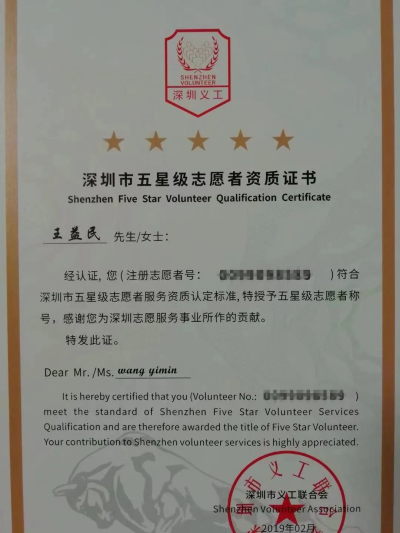 SHENZHEN
VOLUNTEER
深圳义工
深圳市五星级志愿者资质证书
Shenzhen Five Star Volunteer Qualification Certificate
王益民 先生/女士：
经认证, 您 ( 注册志愿者号： ) 符合
深圳市五星级志愿者服务资质认定标准, 特授予五星级志愿者称
号，感谢您为深圳志愿服务事业所作的贡献。
特发此证。
Dear Mr. /Ms. wang yimin
It is hereby certified that you (Volunteer No.: )
meet the standard of Shenzhen Five Star Volunteer Services
Qualification and are therefore awarded the title of Five Star Volunteer.
Your contribution to Shenzhen volunteer services is highly appreciated.
深圳市义工联合会
Shenzhen Volunteer Association
2019年02月